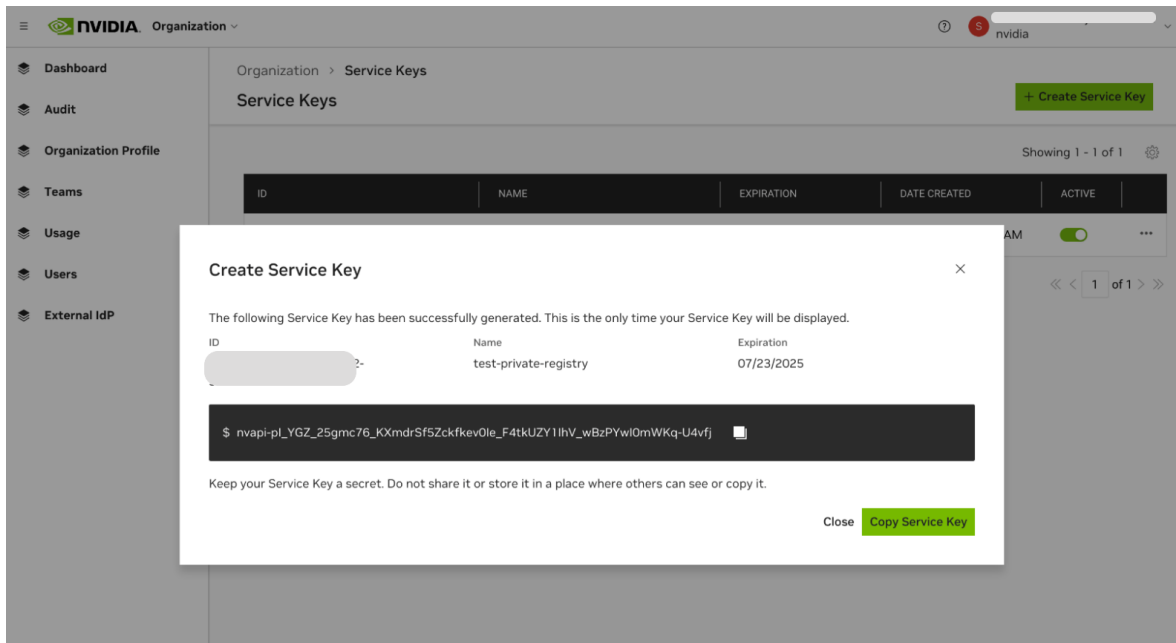 NVIDIA. Organization
nvidia
S
Dashboard
Audit
Organization Profile
Teams
Usage
Users
External IdP
Organization > Service Keys
Service Keys
+ Create Service Key
Showing 1 - 1 of 1
ID NAME EXPIRATION DATE CREATED ACTIVE
AM
1 of 1
Create Service Key
The following Service Key has been successfully generated. This is the only time your Service Key will be displayed.
ID Name Expiration
test-private-registry 07/23/2025
$
Keep your Service Key a secret. Do not share it or store it in a place where others can see or copy it.
Close Copy Service Key